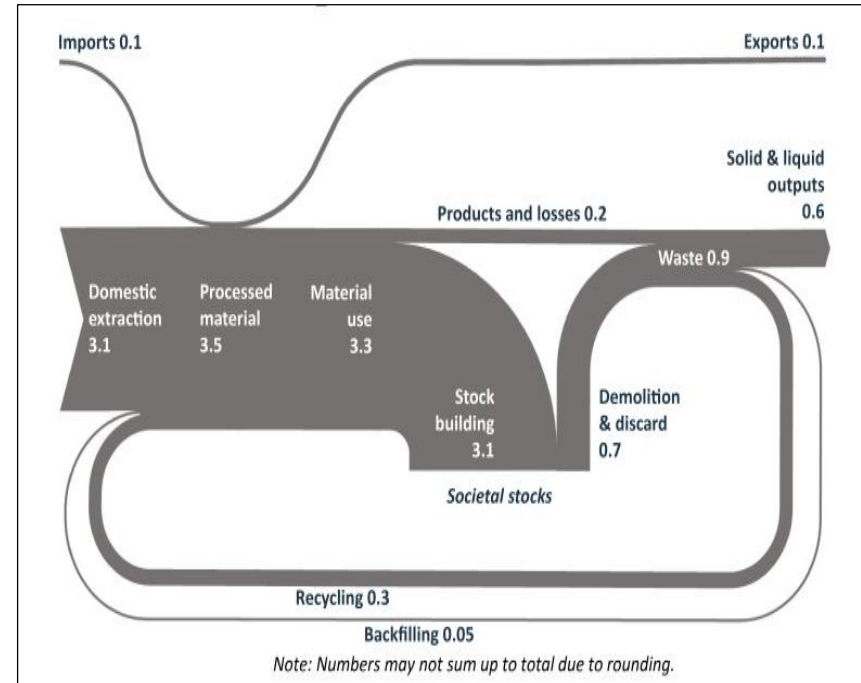 Imports 0.1
Exports 0.1
Solid & liquid
outputs
0.6
Products and losses 0.2
Waste 0.9
Domestic
extraction
3.1
Processed
material
3.5
Material
use
3.3
Stock
building
3.1
Demolition
& discard
0.7
Societal stocks
Recycling 0.3
Backfilling 0.05
Note: Numbers may not sum up to total due to rounding.